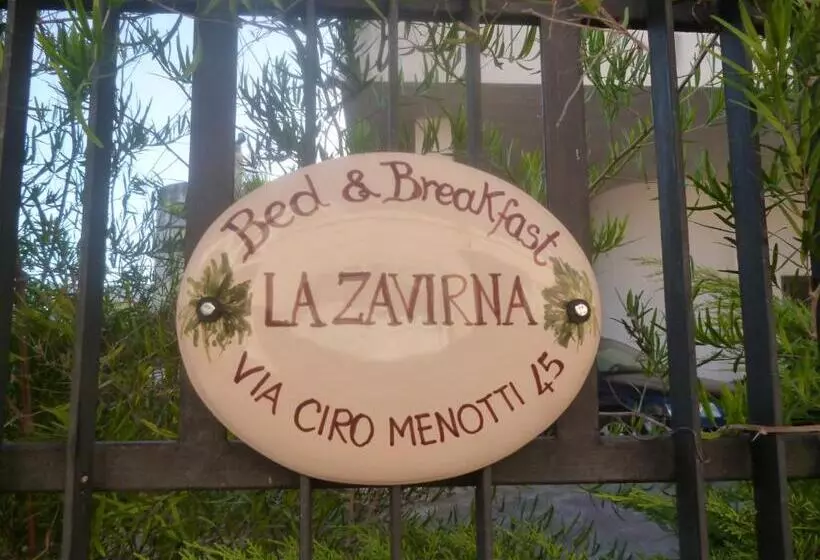 Bed & Breakfast
LA ZAVIRNA
VIA CIRO MENOTTI 45